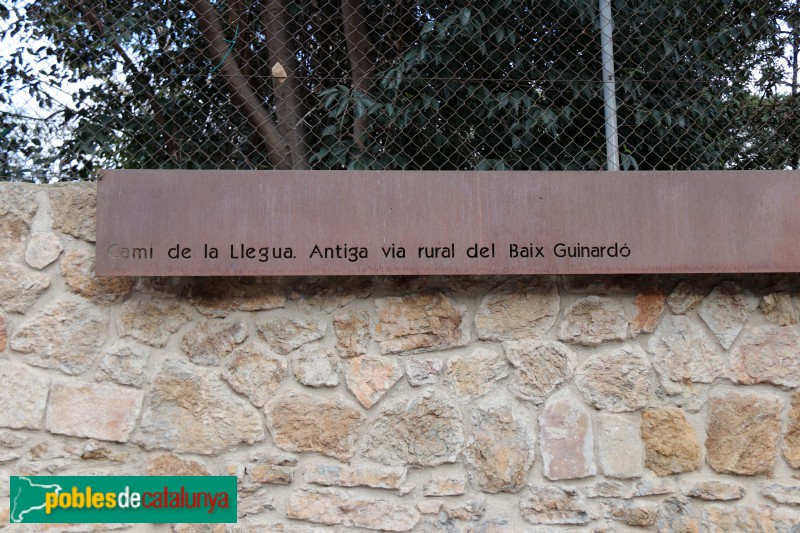 Camí de la Llegua. Antiga via rural del Baix Guinardó
poblesdecatalunya